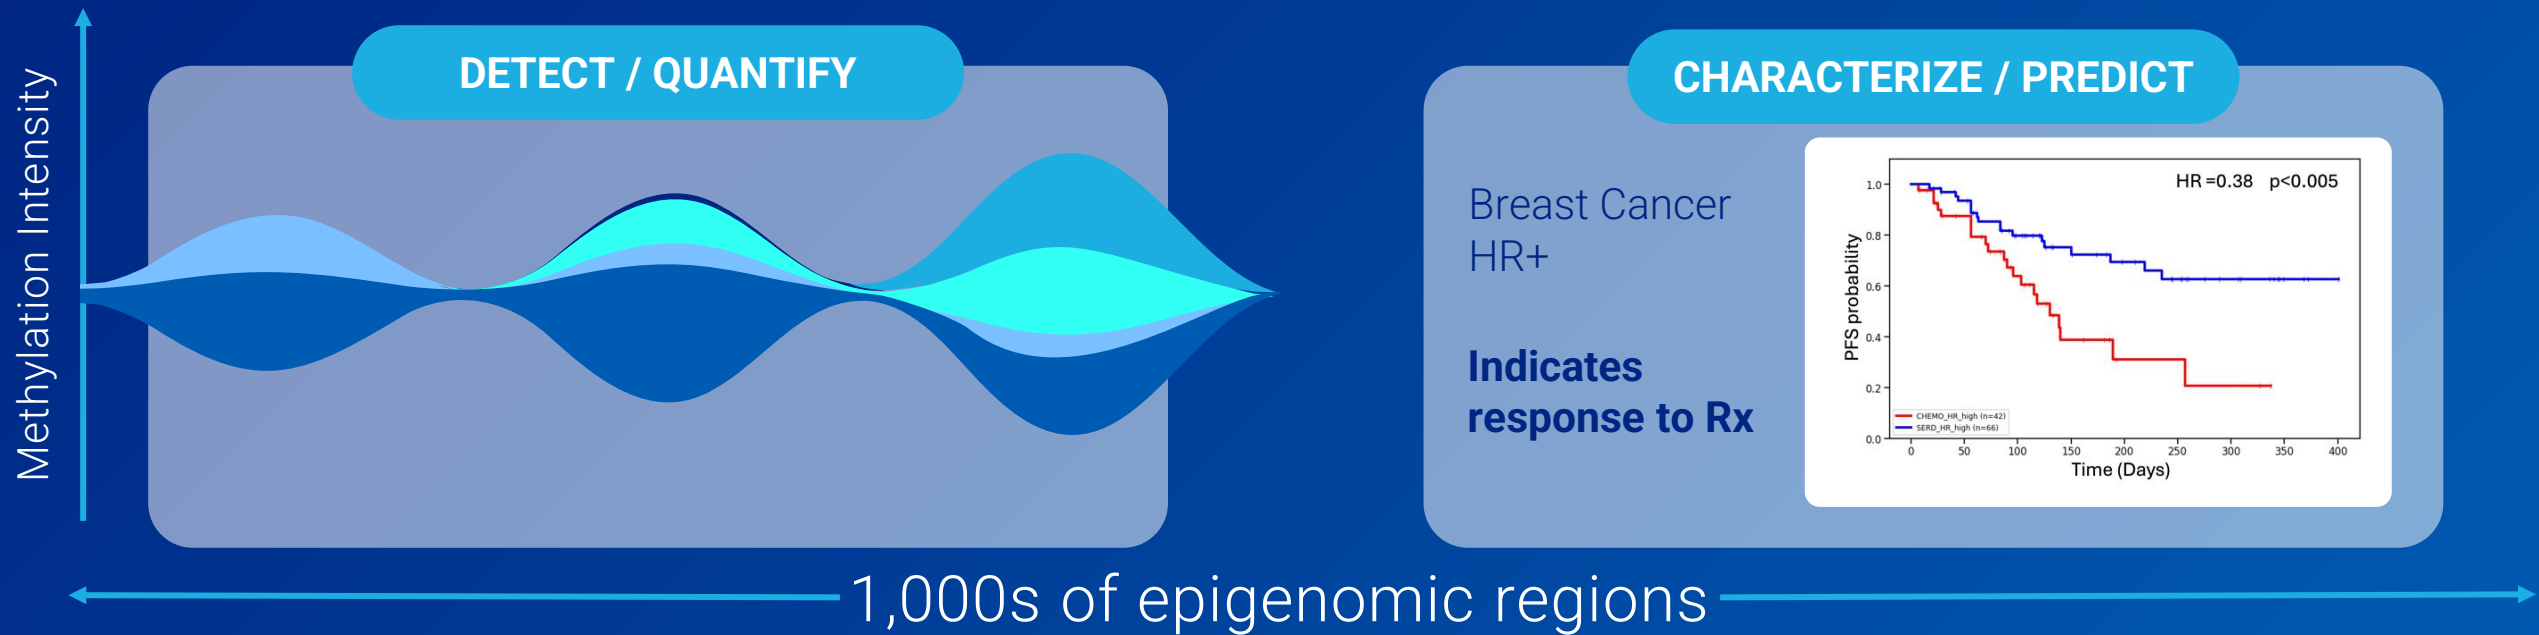 Methylation Intensity
DETECT / QUANTIFY
CHARACTERIZE / PREDICT
Breast Cancer
HR+
Indicates
response to Rx
HR =0.38 p<0.005
PFS probability
1.0
0.8
0.6
0.4
0.2
0.0
CHEMO_HR_high (n=42)
SERD_HR_high (n=66)
0 50 100 150 200 250 300 350 400
Time (Days)
1,000s of epigenomic regions